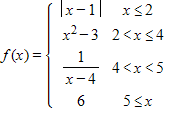 |x-1| x≤2
x²-3 2<x≤4
f(x)= 1/(x-4) 4<x<5
6 5≤x